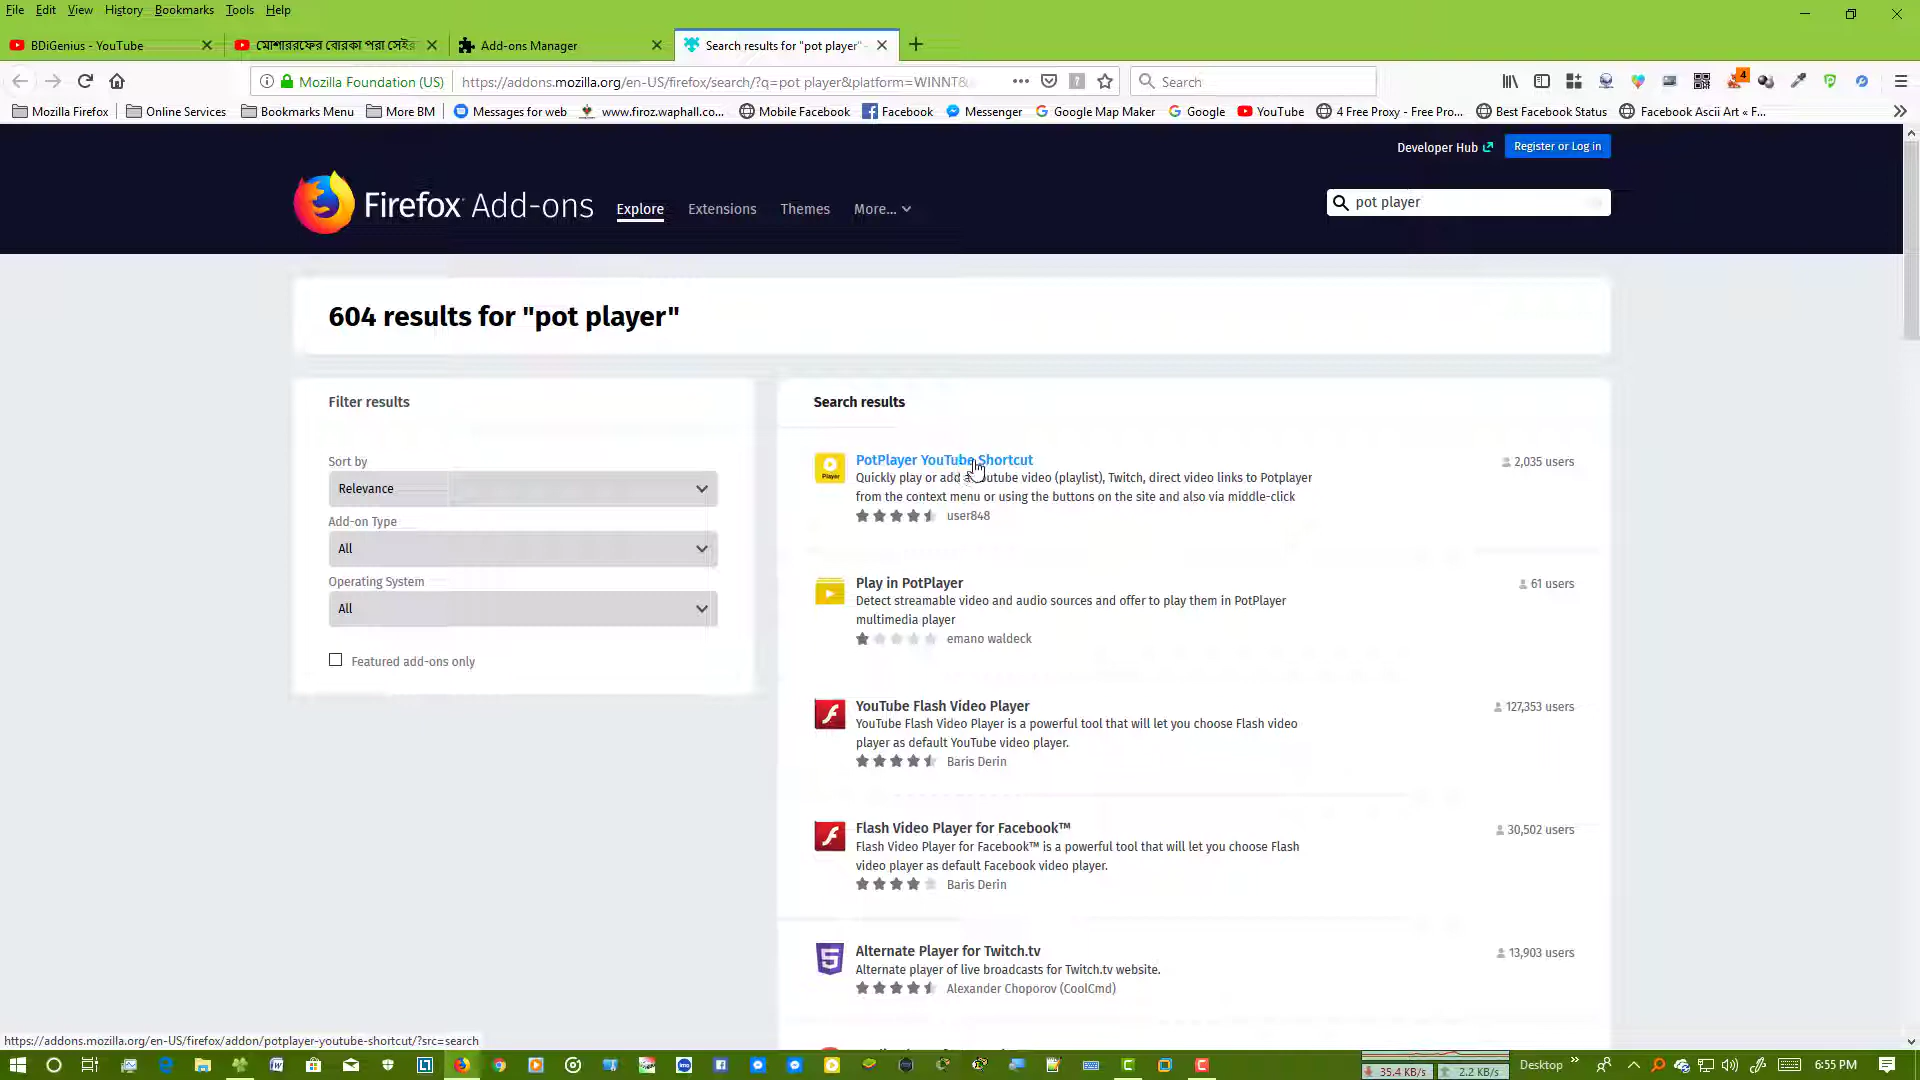 File Edit View History Bookmarks Tools Help
BDiGenius - YouTube
মোশাররফের বোরকা পরা সেই
Add-ons Manager
Search results for "pot player" -
Mozilla Foundation (US)
https://addons.mozilla.org/en-US/firefox/search/?q=pot player&platform=WINNT&
Search
4
Mozilla Firefox Online Services Bookmarks Menu More BM Messages for web www.firoz.waphall.co... Mobile Facebook Facebook Messenger Google Map Maker Google YouTube 4 Free Proxy - Free Pro... Best Facebook Status Facebook Ascii Art « F...
Developer Hub Register or Log in
Firefox Add-ons Explore Extensions Themes More...
pot player
604 results for "pot player"
Filter results
Sort by
Relevance
Add-on Type
All
Operating System
All
Featured add-ons only
Search results
Player
PotPlayer YouTube Shortcut
2,035 users
Quickly play or add a Youtube video (playlist), Twitch, direct video links to Potplayer
from the context menu or using the buttons on the site and also via middle-click
user848
Play in PotPlayer
61 users
Detect streamable video and audio sources and offer to play them in PotPlayer
multimedia player
emano waldeck
YouTube Flash Video Player
127,353 users
YouTube Flash Video Player is a powerful tool that will let you choose Flash video
player as default YouTube video player.
Baris Derin
Flash Video Player for Facebook™
30,502 users
Flash Video Player for Facebook™ is a powerful tool that will let you choose Flash
video player as default Facebook video player.
Baris Derin
Alternate Player for Twitch.tv
13,903 users
Alternate player of live broadcasts for Twitch.tv website.
Alexander Choporov (CoolCmd)
https://addons.mozilla.org/en-US/firefox/addon/potplayer-youtube-shortcut/?src=search
35.4 KB/s 2.2 KB/s Desktop 6:55 PM